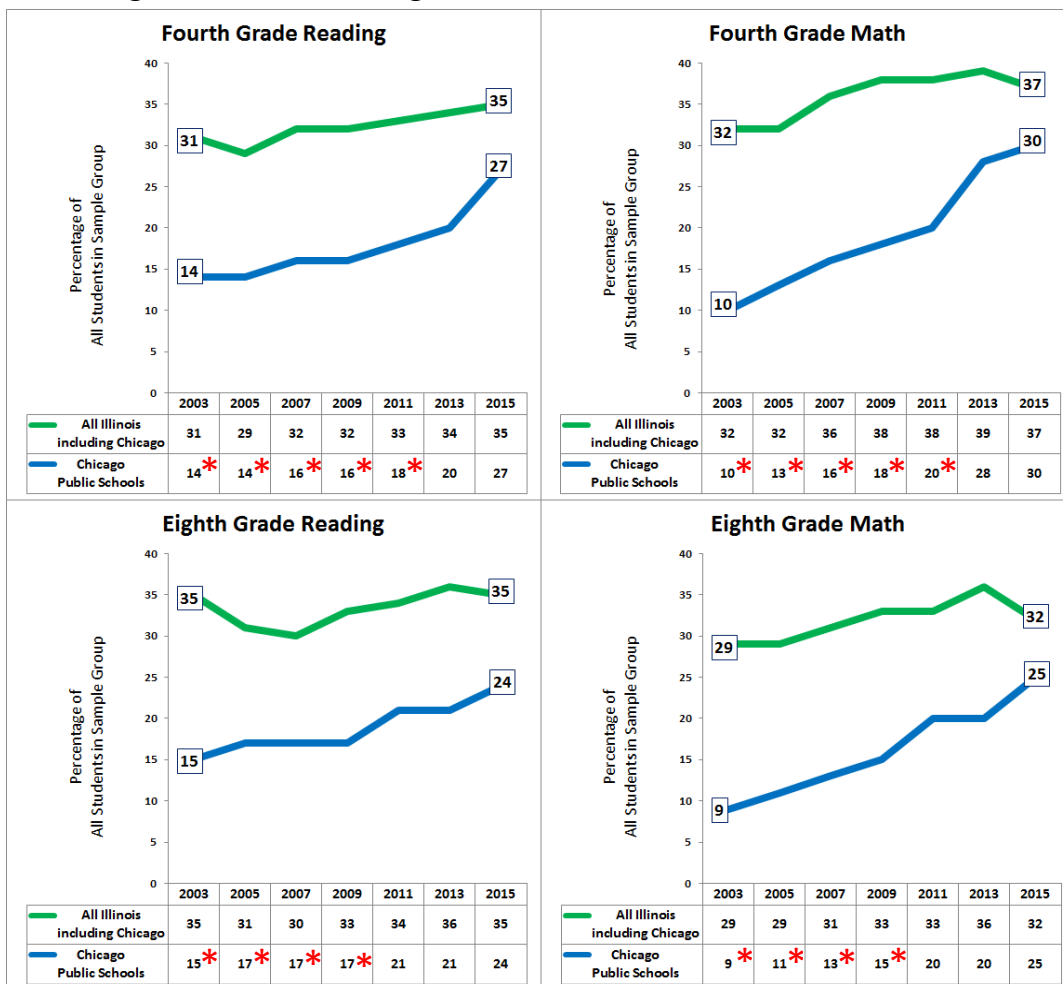 Fourth Grade Reading
Percentage of
All Students in Sample Group
40
35
30
25
20
15
10
5
0
31
35
14
27
2003 2005 2007 2009 2011 2013 2015
All Illinois
including Chicago
31 29 32 32 33 34 35
Chicago
Public Schools
14* 14* 16* 16* 18* 20 27
Fourth Grade Math
Percentage of
All Students in Sample Group
40
35
30
25
20
15
10
5
0
32
37
10
30
2003 2005 2007 2009 2011 2013 2015
All Illinois
including Chicago
32 32 36 38 38 39 37
Chicago
Public Schools
10* 13* 16* 18* 20* 28 30
Eighth Grade Reading
Percentage of
All Students in Sample Group
40
35
30
25
20
15
10
5
0
35
35
15
24
2003 2005 2007 2009 2011 2013 2015
All Illinois
including Chicago
35 31 30 33 34 36 35
Chicago
Public Schools
15* 17* 17* 17* 21 21 24
Eighth Grade Math
Percentage of
All Students in Sample Group
40
35
30
25
20
15
10
5
0
29
32
9
25
2003 2005 2007 2009 2011 2013 2015
All Illinois
including Chicago
29 29 31 33 33 36 32
Chicago
Public Schools
9* 11* 13* 15* 20 20 25